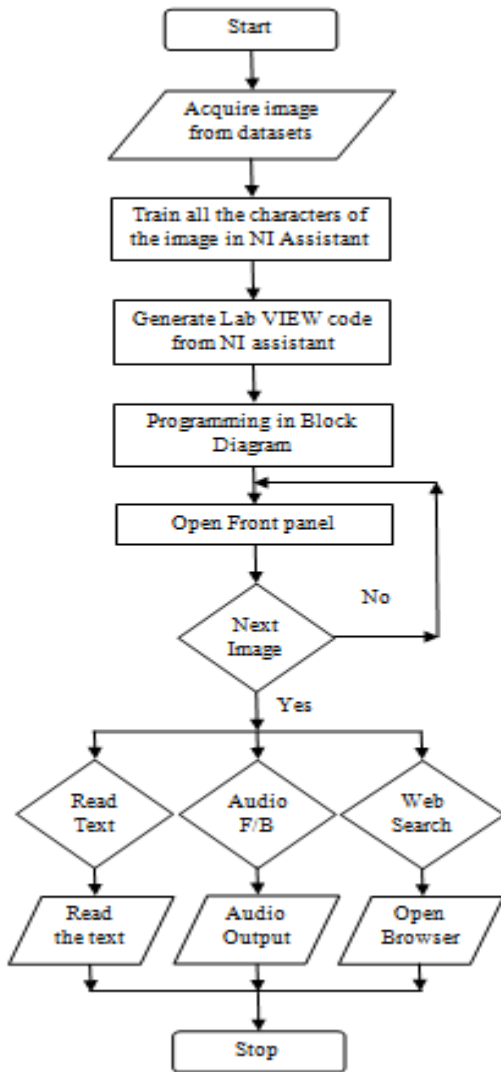 Start
Acquire image
from datasets
Train all the characters of
the image in NI Assistant
Generate Lab VIEW code
from NI assistant
Programming in Block
Diagram
Open Front panel
No
Next
Image
Yes
Read
Text
Audio
F/B
Web
Search
Read
the text
Audio
Output
Open
Browser
Stop